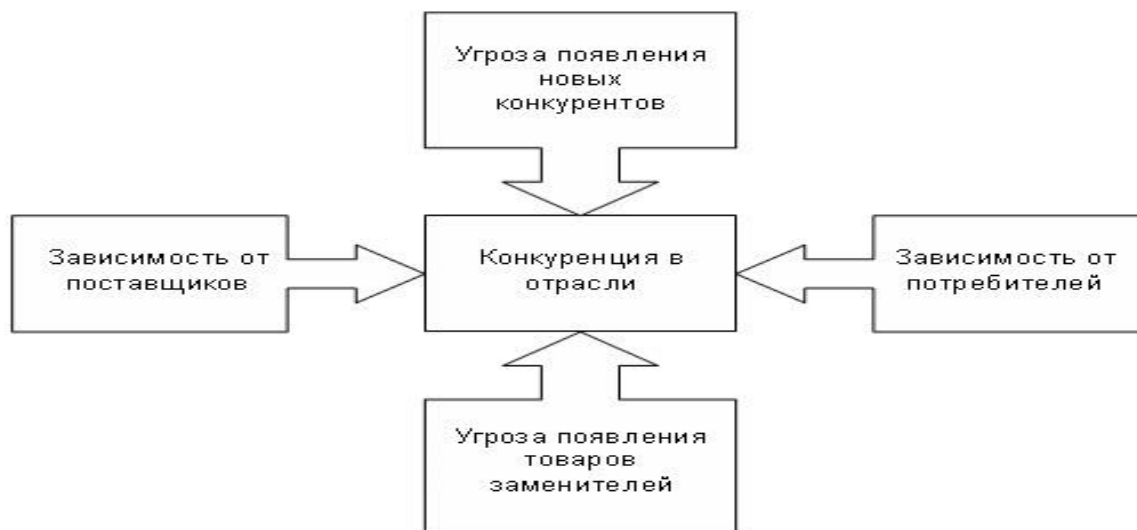 Угроза появления
новых
конкурентов
Зависимость от
поставщиков
Конкуренция в
отрасли
Зависимость от
потребителей
Угроза появления
товаров
заменителей